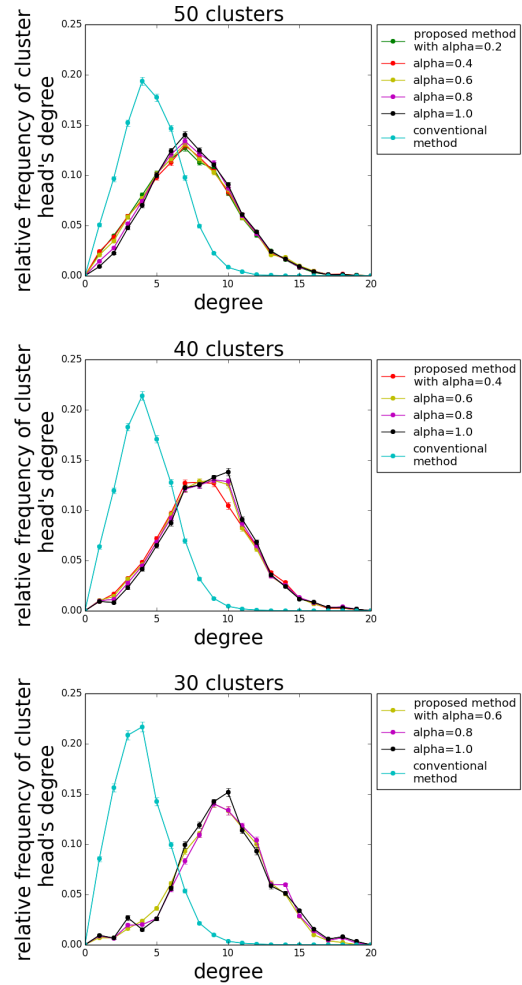 50 clusters
relative frequency of cluster
head's degree
0.25
0.20
0.15
0.10
0.05
0.00
0
5
10
15
20
degree
proposed method
with alpha=0.2
alpha=0.4
alpha=0.6
alpha=0.8
alpha=1.0
conventional
method
40 clusters
relative frequency of cluster
head's degree
0.25
0.20
0.15
0.10
0.05
0.00
0
5
10
15
20
degree
proposed method
with alpha=0.4
alpha=0.6
alpha=0.8
alpha=1.0
conventional
method
30 clusters
relative frequency of cluster
head's degree
0.25
0.20
0.15
0.10
0.05
0.00
0
5
10
15
20
degree
proposed method
with alpha=0.6
alpha=0.8
alpha=1.0
conventional
method